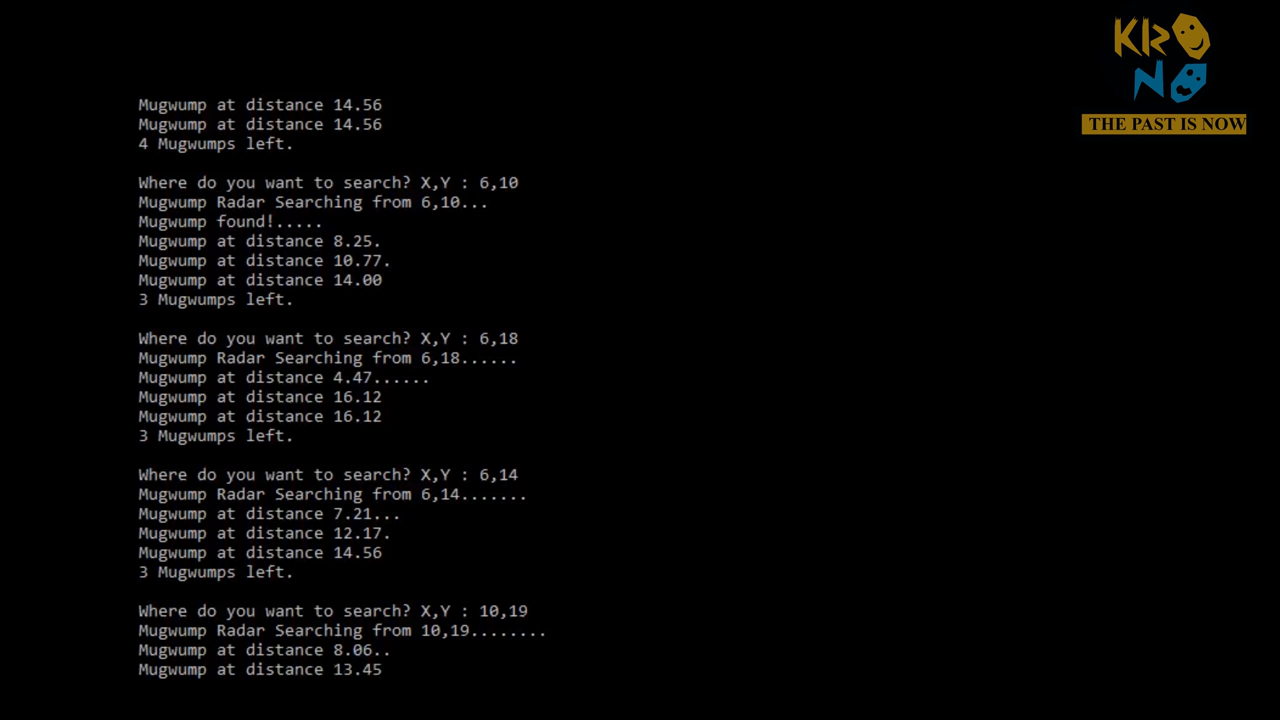 Mugwump at distance 14.56
Mugwump at distance 14.56
4 Mugwumps left.
Where do you want to search? X,Y : 6,10
Mugwump Radar Searching from 6,10...
Mugwump found!.....
Mugwump at distance 8.25.
Mugwump at distance 10.77.
Mugwump at distance 14.00
3 Mugwumps left.
Where do you want to search? X,Y : 6,18
Mugwump Radar Searching from 6,18......
Mugwump at distance 4.47......
Mugwump at distance 16.12
Mugwump at distance 16.12
3 Mugwumps left.
Where do you want to search? X,Y : 6,14
Mugwump Radar Searching from 6,14.......
Mugwump at distance 7.21...
Mugwump at distance 12.17.
Mugwump at distance 14.56
3 Mugwumps left.
Where do you want to search? X,Y : 10,19
Mugwump Radar Searching from 10,19........
Mugwump at distance 8.06..
Mugwump at distance 13.45
KRO
NO
THE PAST IS NOW